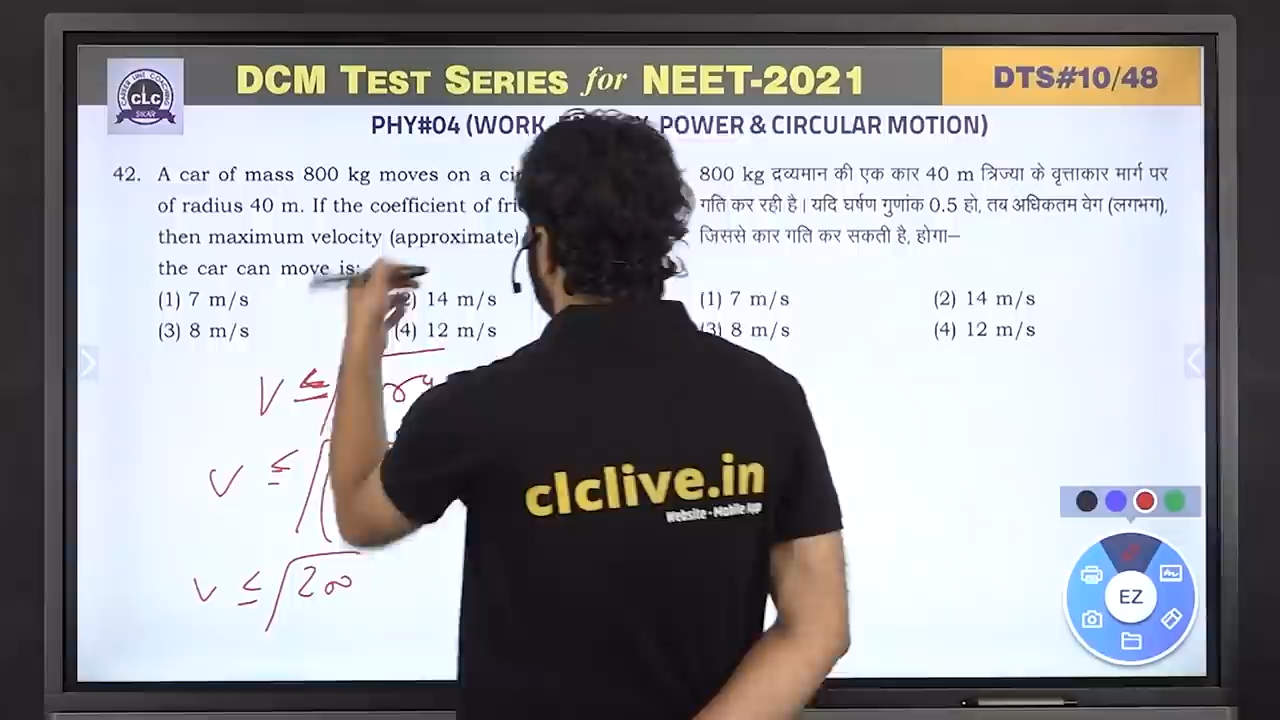 DCM TEST SERIES for NEET-2021
DTS#10/48
CLC
SIKAR
PHY#04 (WORK, POWER & CIRCULAR MOTION)
42. A car of mass 800 kg moves on a
of radius 40 m. If the coefficient of
then maximum velocity (approximate)
the car can move is:
(1) 7 m/s (2) 14 m/s
(3) 8 m/s (4) 12 m/s
800 kg द्रव्यमान की एक कार 40 m त्रिज्या के वृत्ताकार मार्ग पर
गति कर रही है। यदि घर्षण गुणांक 0.5 हो, तब अधिकतम वेग (लगभग),
जिससे कार गति कर सकती है, होगा–
(1) 7 m/s (2) 14 m/s
(3) 8 m/s (4) 12 m/s
V ≤
V ≤
V ≤ √200
clclive.in
Website - Mobile App
EZ